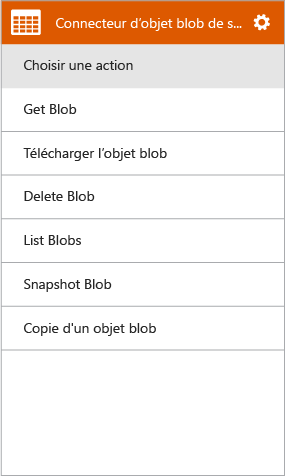 Connecteur d'objet blob de s...
Choisir une action
Get Blob
Télécharger l'objet blob
Delete Blob
List Blobs
Snapshot Blob
Copie d'un objet blob